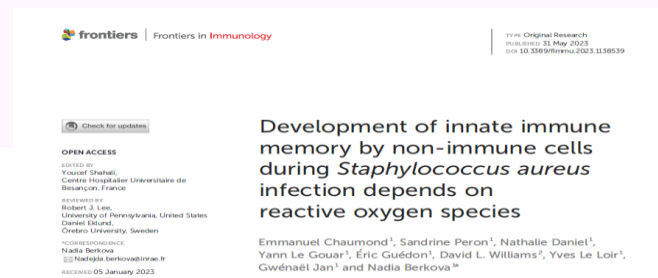 frontiers | Frontiers in Immunology
TYPE Original Research
PUBLISHED 31 May 2023
DOI 10.3389/fimmu.2023.1138539
Check for updates
OPEN ACCESS
EDITED BY
Youcef Shahali,
Centre Hospitalier Universitaire de
Besançon, France
REVIEWED BY
Robert J. Lee,
University of Pennsylvania, United States
Daniel Eklund,
Örebro University, Sweden
*CORRESPONDENCE
Nadia Berkova
Nadejda.berkova@inrae.fr
RECEIVED 05 January 2023
Development of innate immune
memory by non-immune cells
during Staphylococcus aureus
infection depends on
reactive oxygen species
Emmanuel Chaumond¹, Sandrine Peron¹, Nathalie Daniel¹,
Yann Le Gouar¹, Éric Guédon¹, David L. Williams², Yves Le Loir¹,
Gwénaël Jan¹ and Nadia Berkova¹*